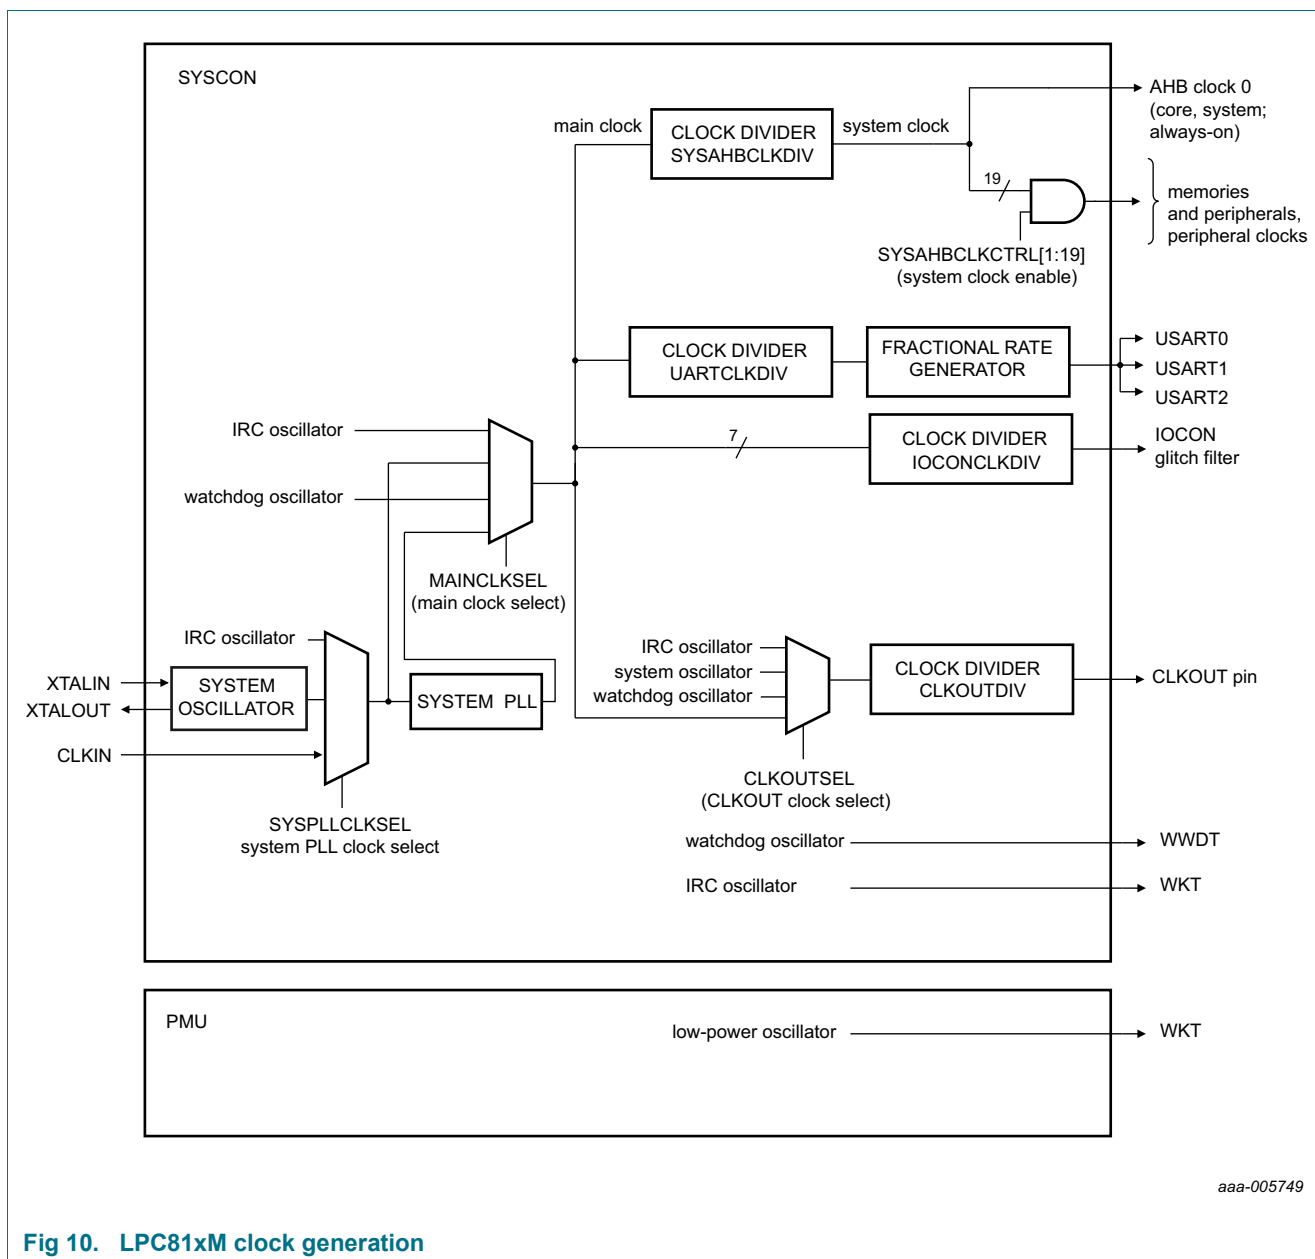 SYSCON
AHB clock 0
(core, system;
always-on)
main clock
CLOCK DIVIDER
SYSAHBCLKDIV
system clock
19
memories
and peripherals,
peripheral clocks
SYSAHBCLKCTRL[1:19]
(system clock enable)
CLOCK DIVIDER
UARTCLKDIV
FRACTIONAL RATE
GENERATOR
USART0
USART1
USART2
IRC oscillator
watchdog oscillator
7
CLOCK DIVIDER
IOCONCLKDIV
IOCON
glitch filter
MAINCLKSEL
(main clock select)
IRC oscillator
XTALIN
XTALOUT
SYSTEM
OSCILLATOR
CLKIN
SYSTEM PLL
SYSPLLCLKSEL
system PLL clock select
IRC oscillator
system oscillator
watchdog oscillator
CLOCK DIVIDER
CLKOUTDIV
CLKOUT pin
CLKOUTSEL
(CLKOUT clock select)
watchdog oscillator
WWDT
IRC oscillator
WKT
PMU
low-power oscillator
WKT
aaa-005749
Fig 10. LPC81xM clock generation